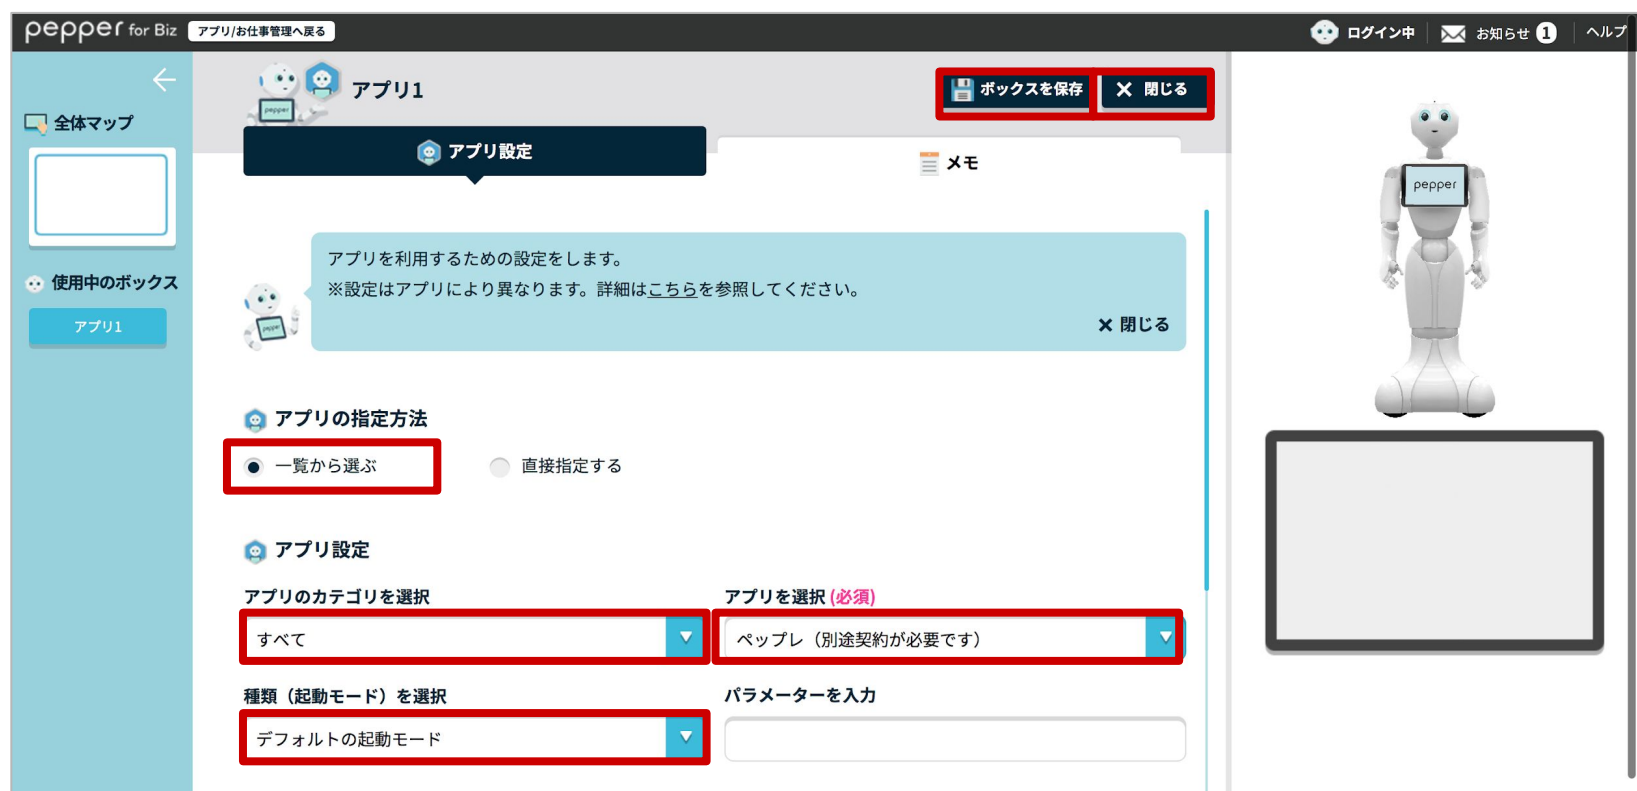 pepper for Biz アプリ/お仕事管理へ戻る ログイン中 お知らせ 1 ヘルプ
全体マップ
使用中のボックス
アプリ1
pepper
アプリ1
ボックスを保存 × 閉じる
アプリ設定 メモ
アプリを利用するための設定をします。
※設定はアプリにより異なります。詳細はこちらを参照してください。
pepper
× 閉じる
アプリの指定方法
一覧から選ぶ 直接指定する
アプリ設定
アプリのカテゴリを選択 アプリを選択 (必須)
すべて ペップレ（別途契約が必要です）
種類（起動モード）を選択 パラメーターを入力
デフォルトの起動モード
pepper